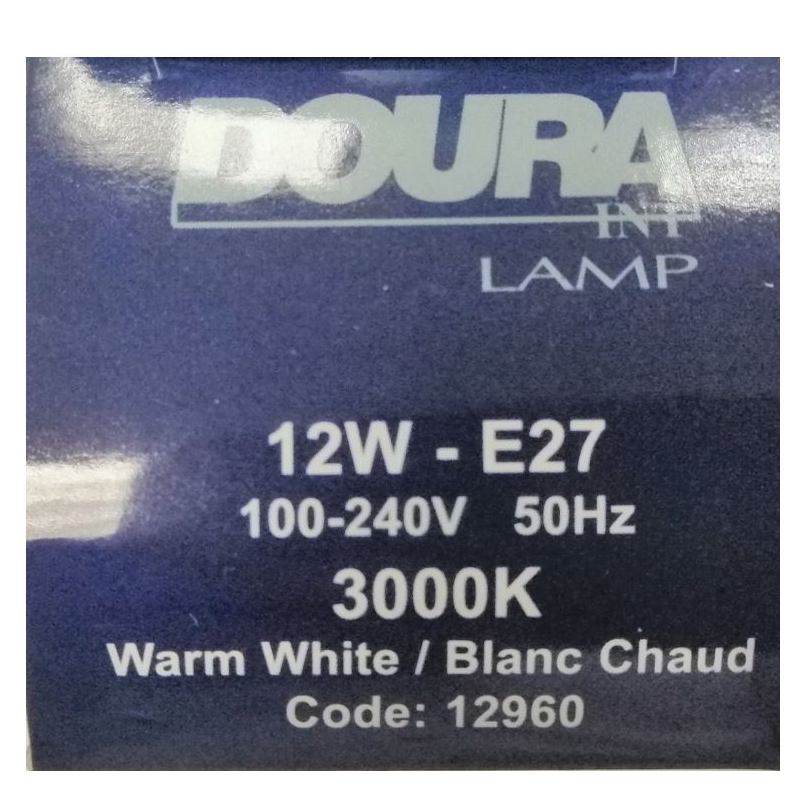 DOURA
INT
LAMP
12W - E27
100-240V 50Hz
3000K
Warm White / Blanc Chaud
Code: 12960